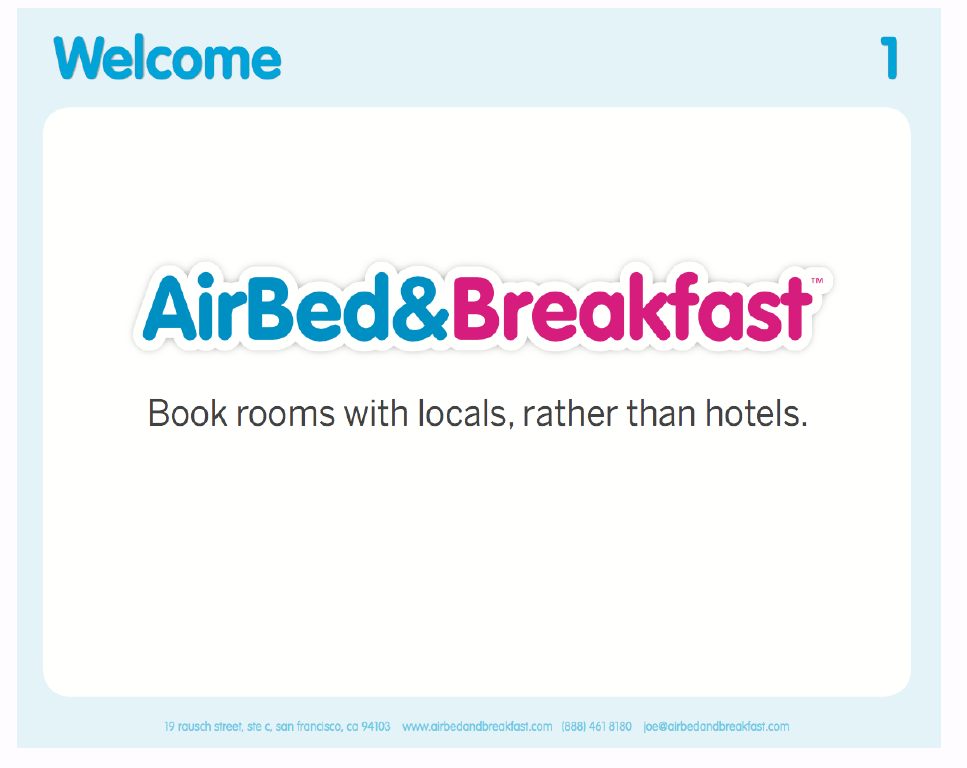 Welcome
1
AirBed&Breakfast™
Book rooms with locals, rather than hotels.
19 rausch street, ste c, san francisco, ca 94103 www.airbedandbreakfast.com (888) 461 8180 joe@airbedandbreakfast.com